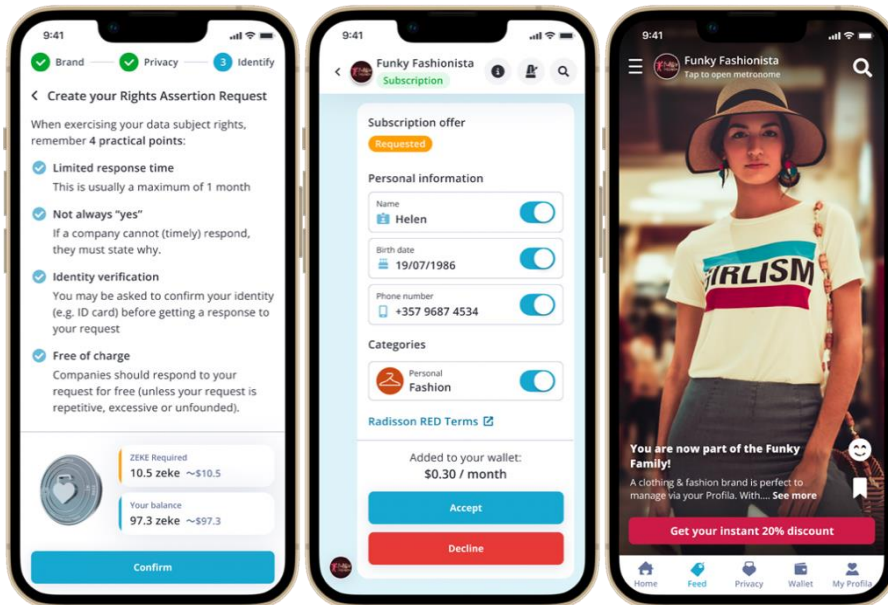 9:41
Brand
Privacy
3
Identify
Create your Rights Assertion Request
When exercising your data subject rights,
remember 4 practical points:
Limited response time
This is usually a maximum of 1 month
Not always "yes"
If a company cannot (timely) respond,
they must state why.
Identity verification
You may be asked to confirm your identity
(e.g. ID card) before getting a response to
your request
Free of charge
Companies should respond to your
request for free (unless your request is
repetitive, excessive or unfounded).
ZEKE Required
10.5 zeke ~$10.5
Your balance
97.3 zeke ~$97.3
Confirm
9:41
Funky Fashionista
Subscription
Subscription offer
Requested
Personal information
Name
Helen
Birth date
19/07/1986
Phone number
+357 9687 4534
Categories
Personal
Fashion
Radisson RED Terms
Added to your wallet:
$0.30 / month
Accept
Decline
9:41
Funky Fashionista
Tap to open metronome
GIRLISM
You are now part of the Funky
Family!
A clothing & fashion brand is perfect to
manage via your Profila. With.... See more
Get your instant 20% discount
Home
Feed
Privacy
Wallet
My Profila